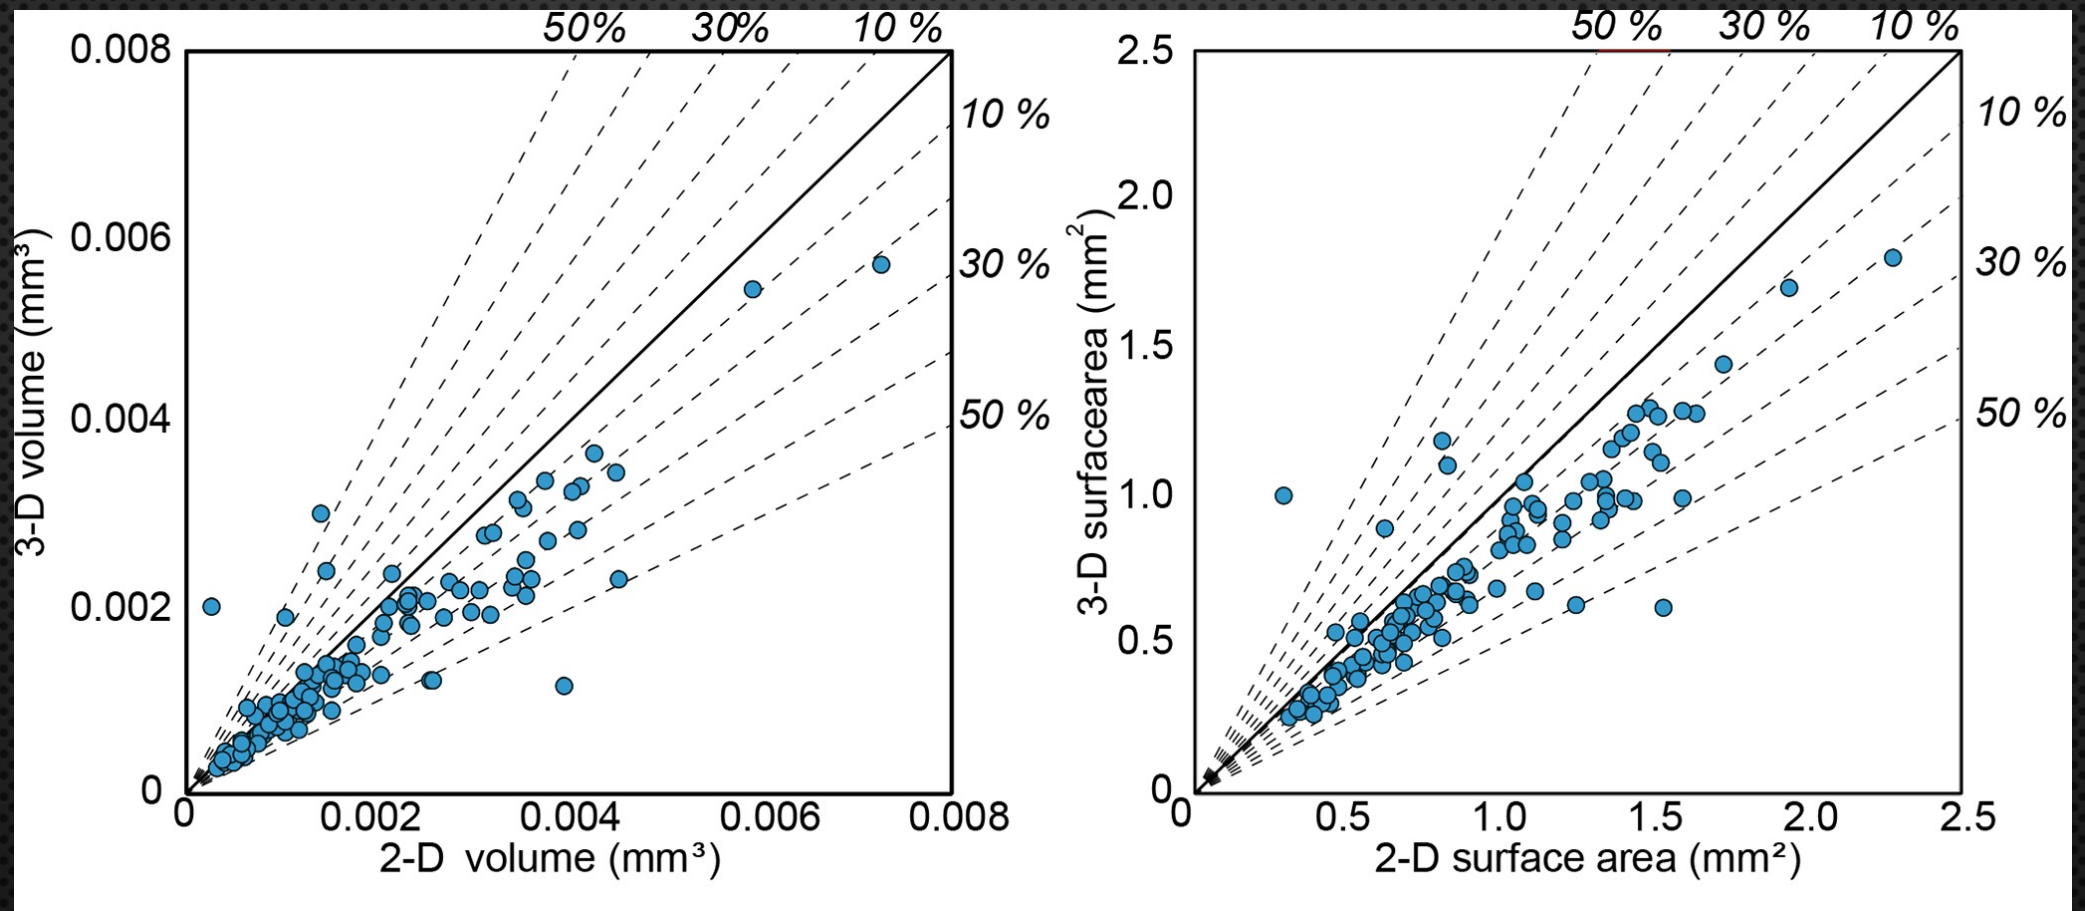 50% 30% 10 %
0.008
0.006
0.004
0.002
0
3-D volume (mm³)
10 %
30 %
50 %
0 0.002 0.004 0.006 0.008
2-D volume (mm³)
50 % 30 % 10 %
2.5
2.0
1.5
1.0
0.5
0
3-D surfacearea (mm²)
10 %
30 %
50 %
0 0.5 1.0 1.5 2.0 2.5
2-D surface area (mm²)